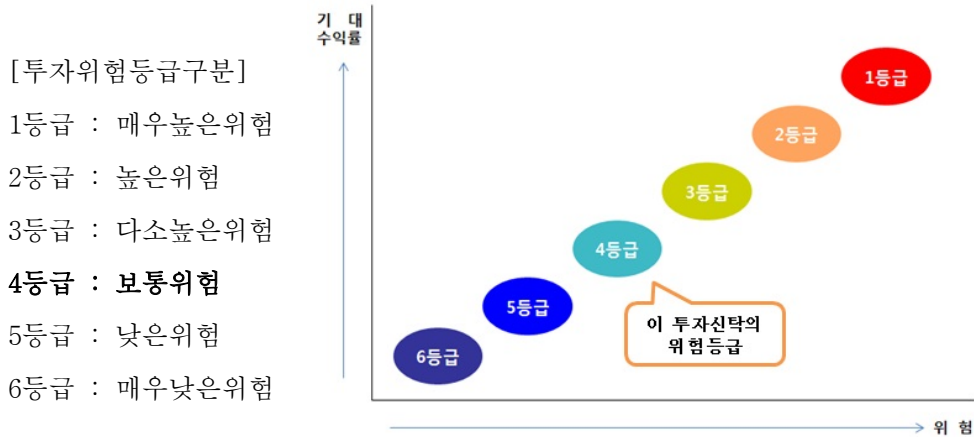 [투자위험등급구분]
1등급 : 매우높은위험
2등급 : 높은위험
3등급 : 다소높은위험
4등급 : 보통위험
5등급 : 낮은위험
6등급 : 매우낮은위험
기 대
수익률
1등급
2등급
3등급
4등급
5등급
6등급
이 투자신탁의
위험등급
위 험